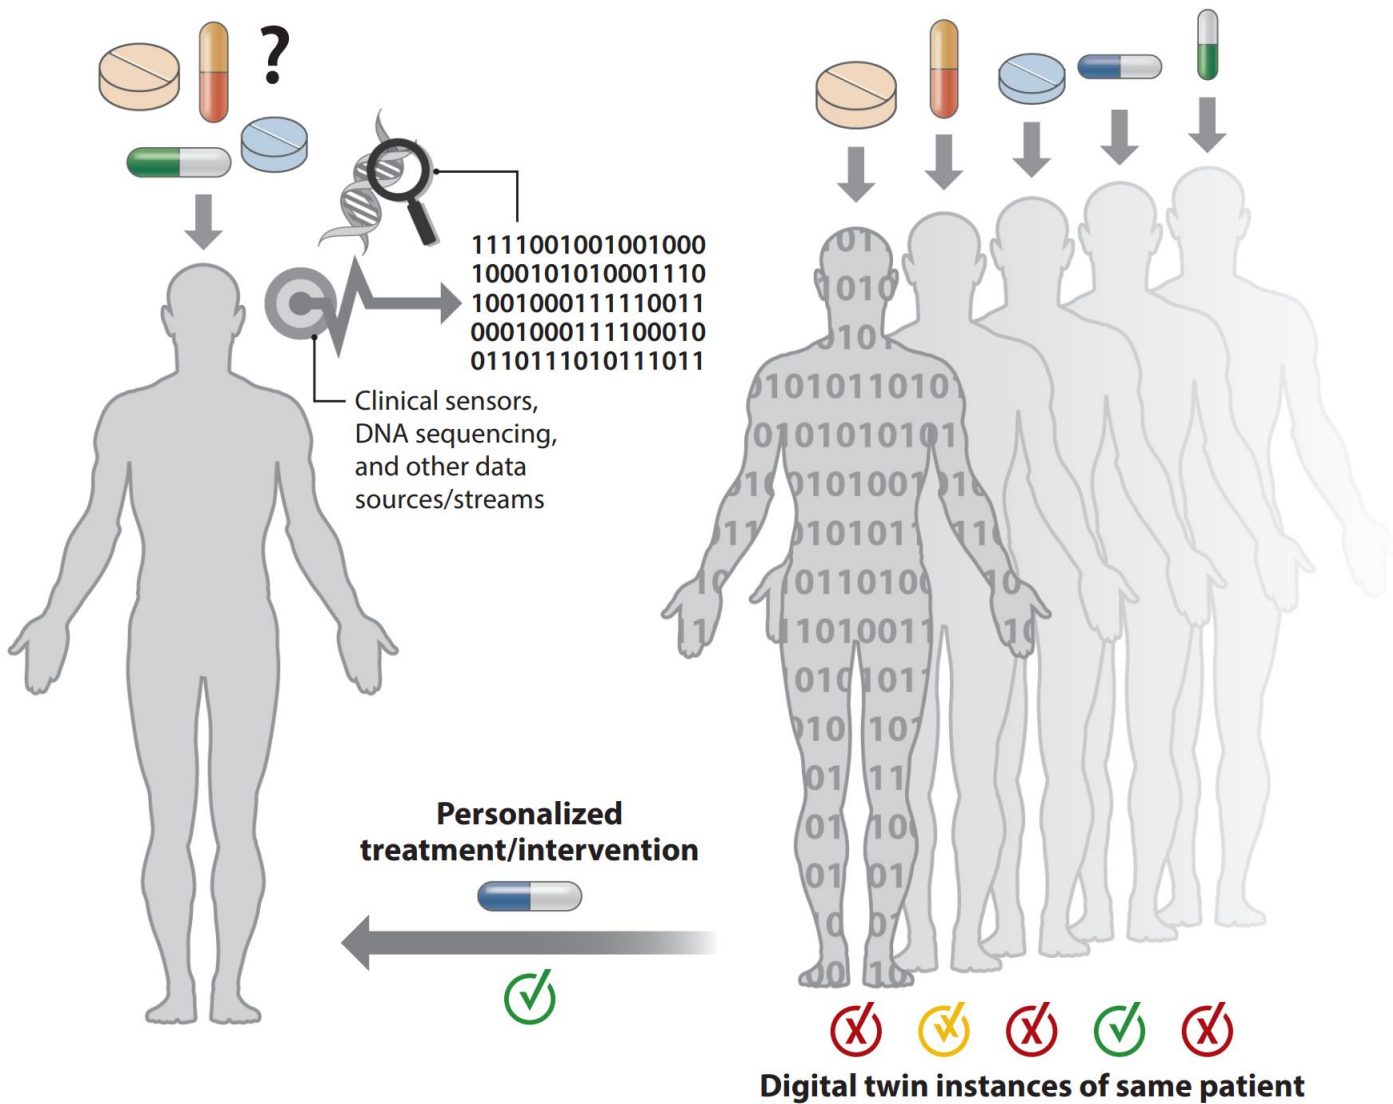 ?
1111001001001000
1000101010001110
1001000111110011
0001000111100010
0110111010111011
Clinical sensors,
DNA sequencing,
and other data
sources/streams
Personalized
treatment/intervention
Digital twin instances of same patient